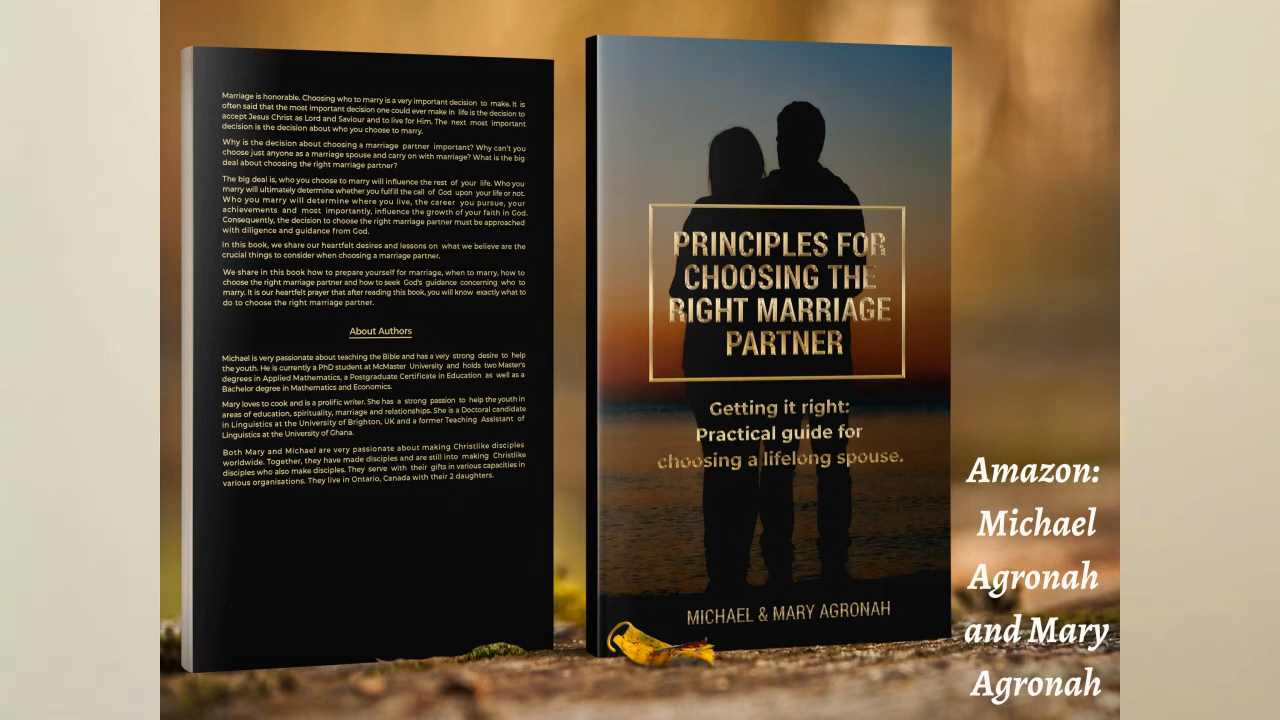 Marriage is honorable. Choosing who to marry is a very important decision to make. It is
often said that the most important decision one could ever make in life is the decision to
accept Jesus Christ as Lord and Saviour and to live for Him. The next most important
decision is the decision about who you choose to marry.
Why is the decision about choosing a marriage partner important? Why can't you
choose just anyone as a marriage spouse and carry on with marriage? What is the big
deal about choosing the right marriage partner?
The big deal is, who you choose to marry will influence the rest of your life. Who you
marry will ultimately determine whether you fulfill the call of God upon your life or not.
Who you marry will determine where you live, the career you pursue, your
achievements and most importantly, influence the growth of your faith in God.
Consequently, the decision to choose the right marriage partner must be approached
with diligence and guidance from God.
In this book, we share our heartfelt desires and lessons on what we believe are the
crucial things to consider when choosing a marriage partner.
We share in this book how to prepare yourself for marriage, when to marry, how to
choose the right marriage partner and how to seek God's guidance concerning who to
marry. It is our heartfelt prayer that after reading this book, you will know exactly what to
do to choose the right marriage partner.
About Authors
Michael is very passionate about teaching the Bible and has a very strong desire to help
the youth. He is currently a PhD student at McMaster University and holds two Master's
degrees in Applied Mathematics, a Postgraduate Certificate in Education as well as a
Bachelor degree in Mathematics and Economics.
Mary loves to cook and is a prolific writer. She has a strong passion to help the youth in
areas of education, spirituality, marriage and relationships. She is a Doctoral candidate
in Linguistics at the University of Brighton, UK and a former Teaching Assistant of
Linguistics at the University of Ghana.
Both Mary and Michael are very passionate about making Christlike disciples
worldwide. Together, they have made disciples and are still into making Christlike
disciples who also make disciples. They serve with their gifts in various capacities in
various organisations. They live in Ontario, Canada with their 2 daughters.
PRINCIPLES FOR
CHOOSING THE
RIGHT MARRIAGE
PARTNER
Getting it right:
Practical guide for
choosing a lifelong spouse.
MICHAEL & MARY AGRONAH
Amazon:
Michael
Agronah
and Mary
Agronah